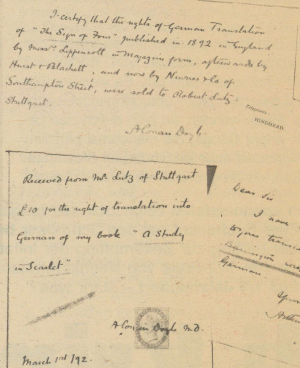 I certify that the rights of German Translation
of "The Sign of Four" published in 1892 in England
by Messrs Lippincott in Magazine form, afterwards by
Hurst & Blackett, and now by Newnes & Co of
Southampton Street, were sold to Robert Lutz
Stuttgart.
A Conan Doyle.
HINDHEAD.
Received from Mr Lutz of Stuttgart
£10 for the right of translation into
German of my book "A Study
in Scarlet"
A Conan Doyle M.D.
March 1st/92.
Dear Sir
I have
German